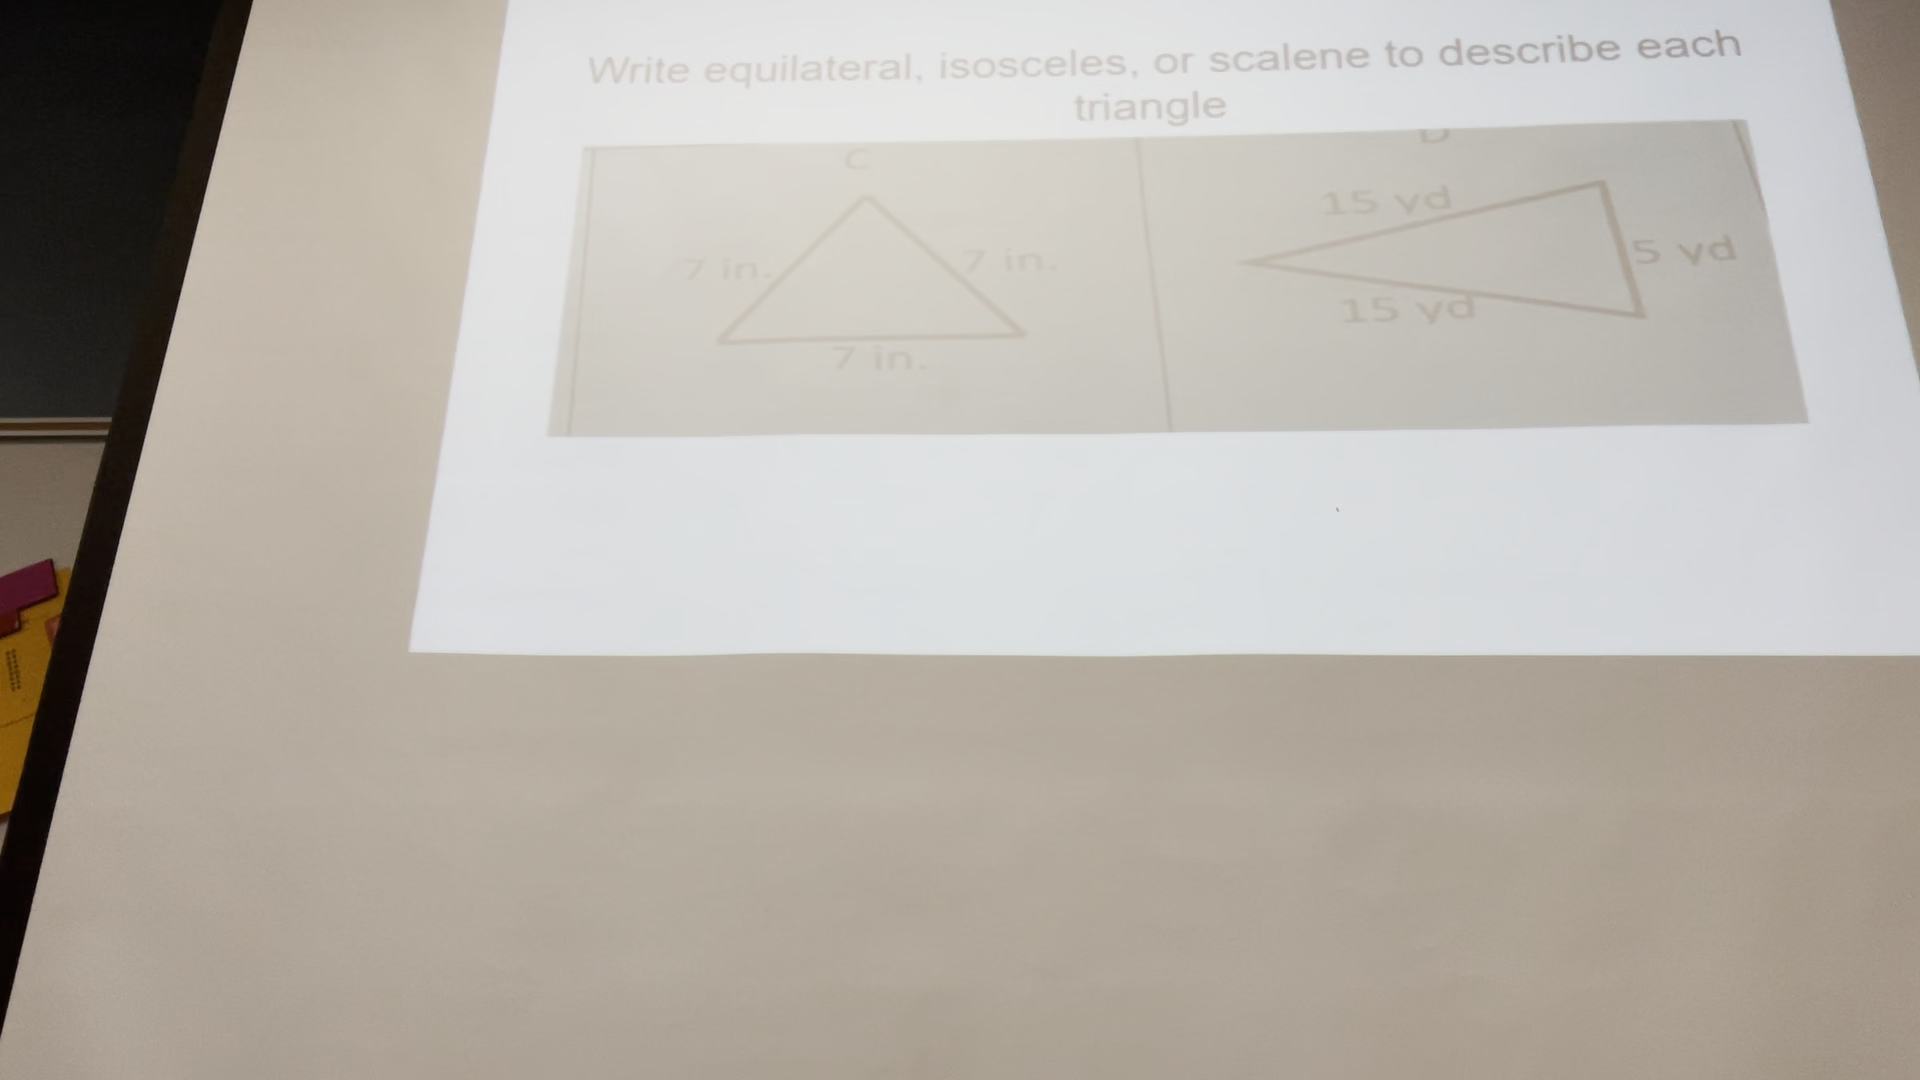 Write equilateral, isosceles, or scalene to describe each
triangle
C
7 in.
7 in.
7 in.
15 yd
5 yd
15 yd